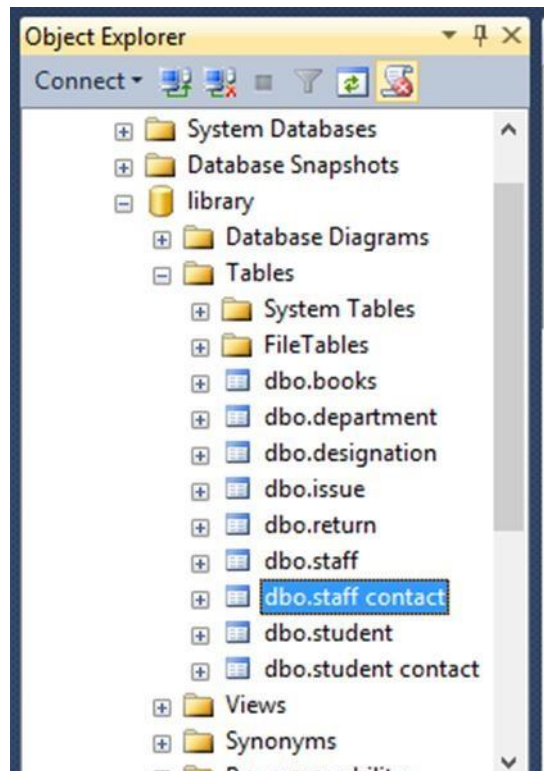 Object Explorer
Connect
System Databases
Database Snapshots
library
Database Diagrams
Tables
System Tables
FileTables
dbo.books
dbo.department
dbo.designation
dbo.issue
dbo.return
dbo.staff
dbo.staff contact
dbo.student
dbo.student contact
Views
Synonyms